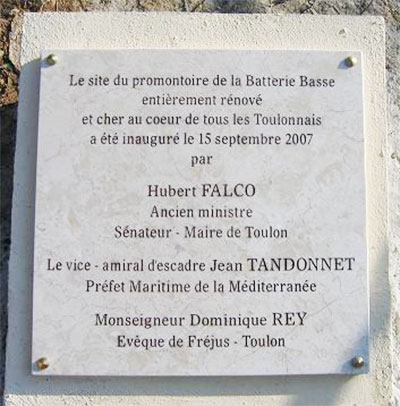 Le site du promontoire de la Batterie Basse
entièrement rénové
et cher au coeur de tous les Toulonnais
a été inauguré le 15 septembre 2007
par
Hubert FALCO
Ancien ministre
Sénateur - Maire de Toulon
Le vice - amiral d'escadre Jean TANDONNET
Préfet Maritime de la Méditerranée
Monseigneur Dominique REY
Evêque de Fréjus - Toulon